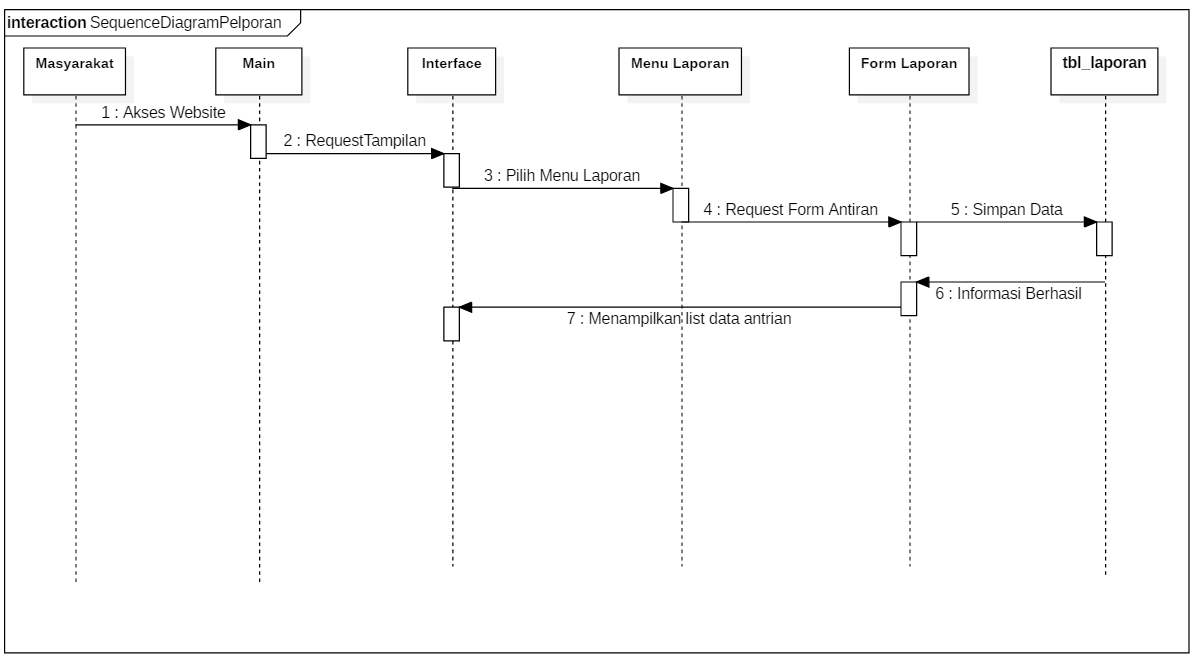 interaction SequenceDiagramPelporan
Masyarakat
Main
Interface
Menu Laporan
Form Laporan
tbl_laporan
1 : Akses Website
2 : RequestTampilan
3 : Pilih Menu Laporan
4 : Request Form Antiran
5 : Simpan Data
6 : Informasi Berhasil
7 : Menampilkan list data antrian